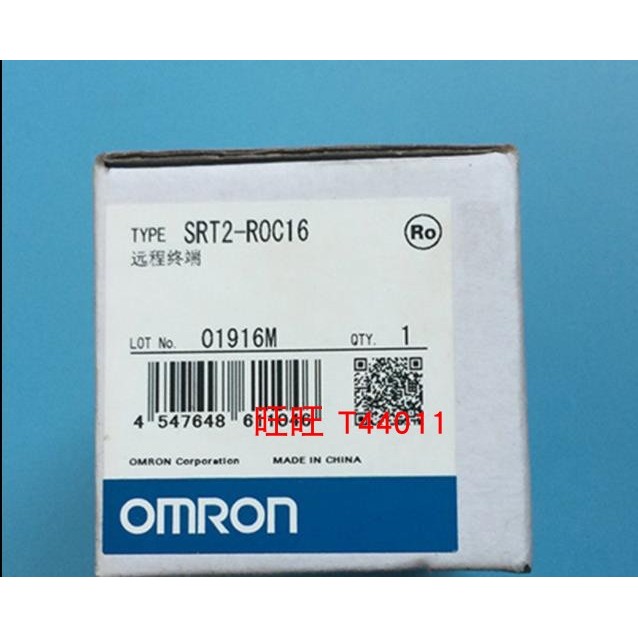 TYPE SRT2-ROC16
Ro
远程终端
LOT No. 01916M QTY. 1
4 547648
旺旺 T44011
OMRON Corporation MADE IN CHINA
OMRON